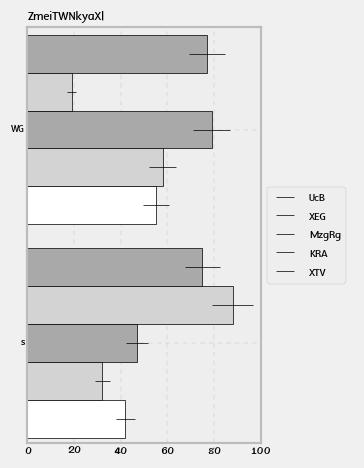 ZmeiTWNkyaXl
WG
s
0 20 40 60 80 100
UcB
XEG
MzgRg
KRA
XTV